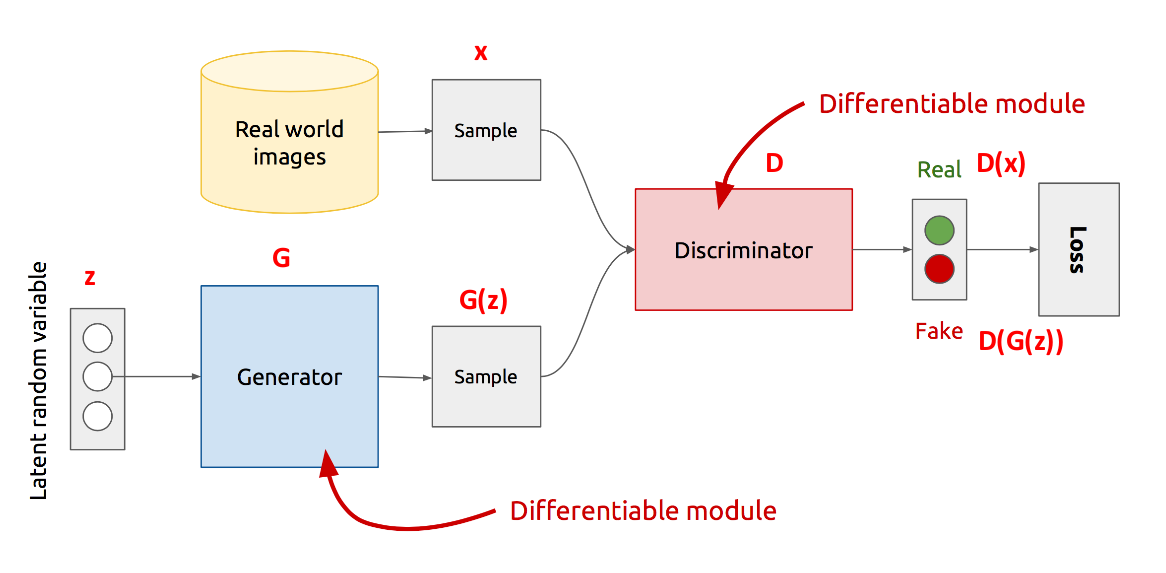 x
Real world
images
Sample
Differentiable module
D
Real
D(x)
Discriminator
Loss
Fake
D(G(z))
Latent random variable
z
G
Generator
G(z)
Sample
Differentiable module